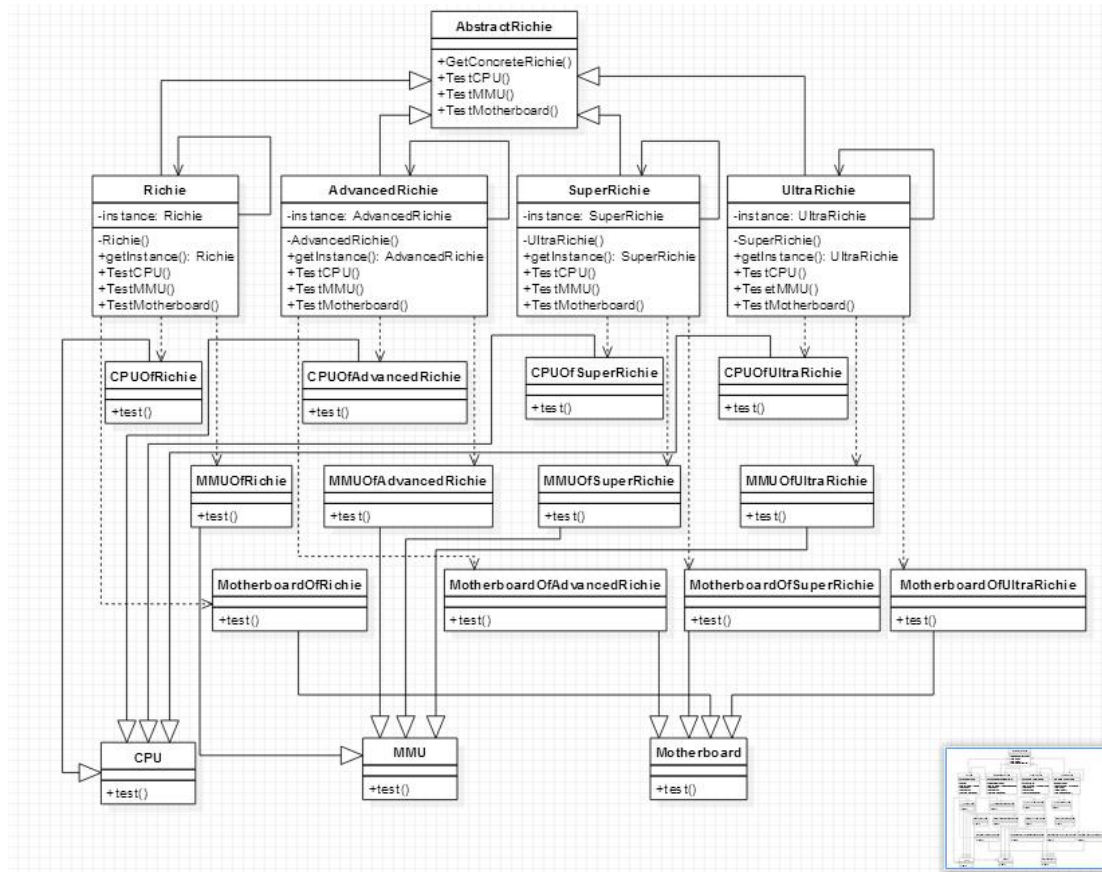 AbstractRichie
+GetConcreteRichie()
+TestCPU()
+TestMMU()
+TestMotherboard()
Richie
-instance: Richie
-Richie()
+getInstance(): Richie
+TestCPU()
+TestMMU()
+TestMotherboard()
AdvancedRichie
-instance: AdvancedRichie
-AdvancedRichie()
+getInstance(): AdvancedRichie
+TestCPU()
+TestMMU()
+TestMotherboard()
SuperRichie
-instance: SuperRichie
-UltraRichie()
+getInstance(): SuperRichie
+TestCPU()
+TestMMU()
+TestMotherboard()
UltraRichie
-instance: UltraRichie
-SuperRichie()
+getInstance(): UltraRichie
+TestCPU()
+TesetMMU()
+TestMotherboard()
CPUOfRichie
+test()
CPUOfAdvancedRichie
+test()
CPUOfSuperRichie
+test()
CPUOfUltraRichie
+test()
MMUOfRichie
+test()
MMUOfAdvancedRichie
+test()
MMUOfSuperRichie
+test()
MMUOfUltraRichie
+test()
MotherboardOfRichie
+test()
MotherboardOfAdvancedRichie
+test()
MotherboardOfSuperRichie
+test()
MotherboardOfUltraRichie
+test()
CPU
+test()
MMU
+test()
Motherboard
+test()